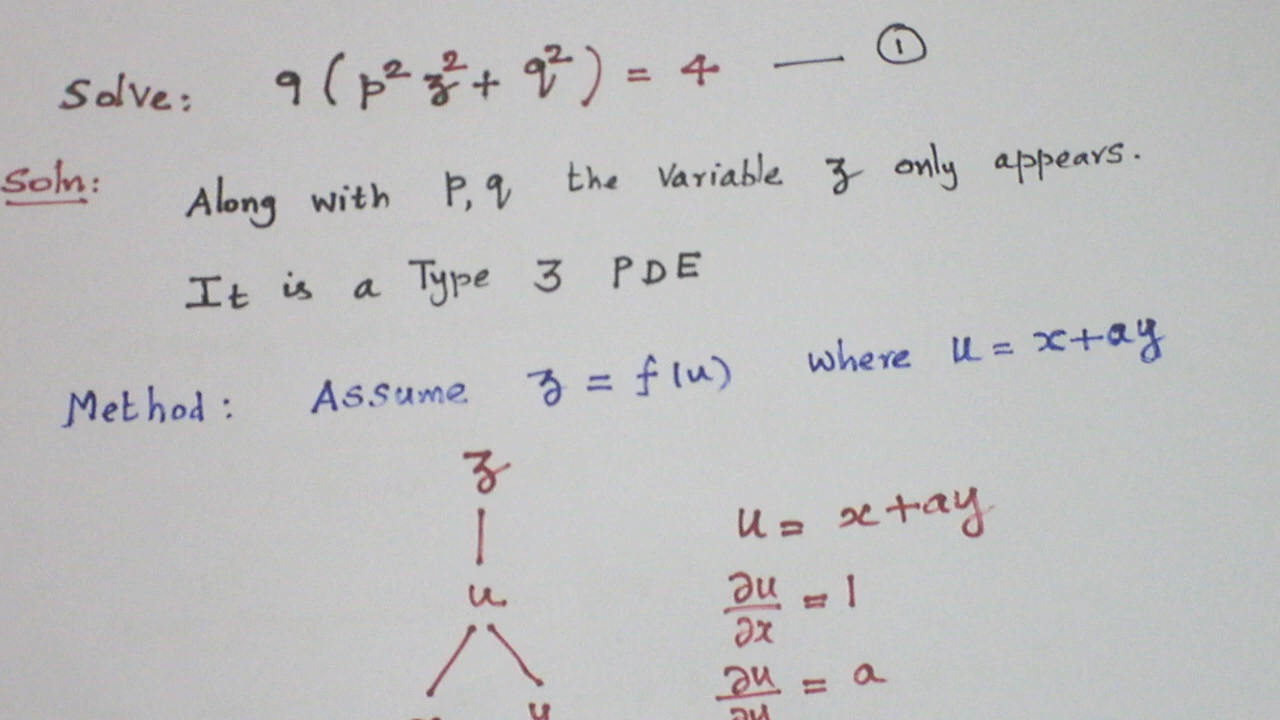 Solve: 9 ( p² z² + q² ) = 4 — ①
Soln: Along with p, q the variable z only appears.
It is a Type 3 PDE
Method: Assume z = f(u) where u = x+ay
z
u
u = x+ay
∂u/∂x = 1
y
∂u/∂y = a